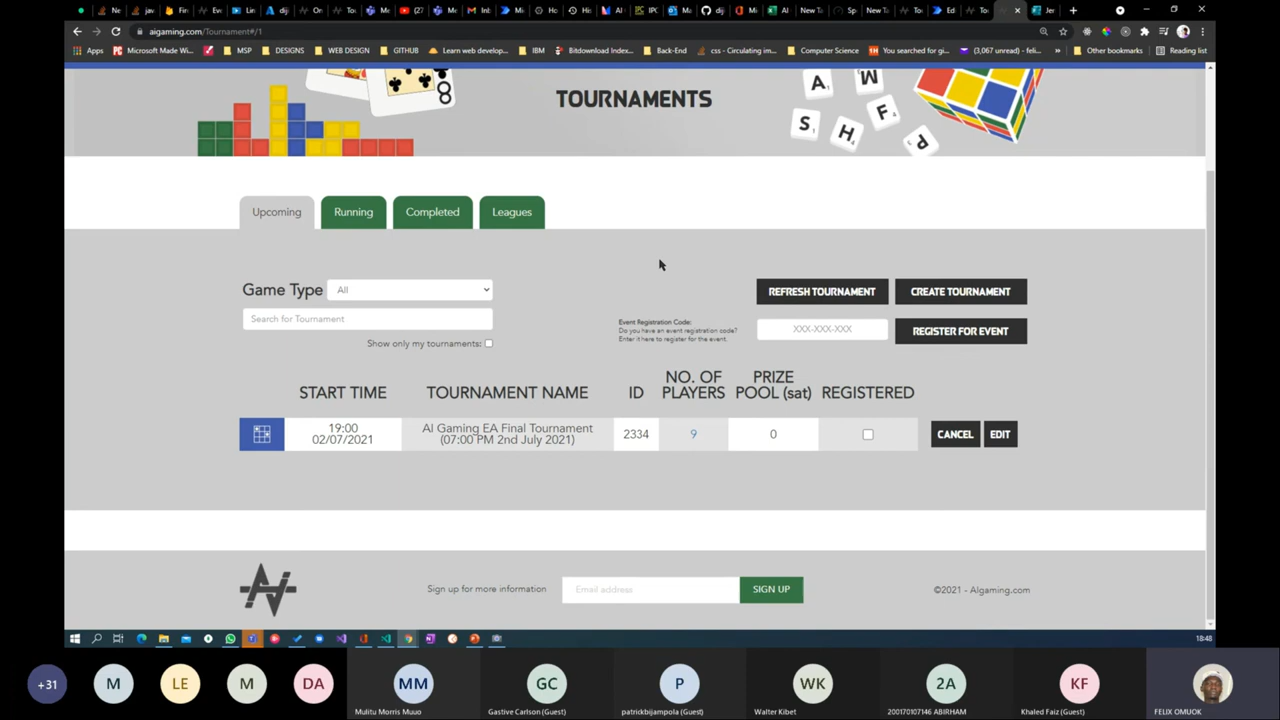 aigaming.com/Tournament#/1
Apps
Microsoft Made Wi...
MSP
DESIGNS
WEB DESIGN
GITHUB
Learn web develop...
IBM
Bitdownload Index...
Back-End
css - Circulating im...
Computer Science
You searched for gi...
(3,067 unread) - feli...
»
Other bookmarks
Reading list
TOURNAMENTS
A
M
S
H
F
P
8
Upcoming
Running
Completed
Leagues
Game Type
All
REFRESH TOURNAMENT
CREATE TOURNAMENT
Search for Tournament
Event Registration Code:
Do you have an event registration code?
Enter it here to register for the event.
XXX-XXX-XXX
REGISTER FOR EVENT
Show only my tournaments:
START TIME
TOURNAMENT NAME
ID
NO. OF
PLAYERS
PRIZE
POOL (sat)
REGISTERED
19:00
02/07/2021
AI Gaming EA Final Tournament
(07:00 PM 2nd July 2021)
2334
9
0
CANCEL
EDIT
Sign up for more information
Email address
SIGN UP
©2021 - AIgaming.com
18:48
+31
M
LE
M
DA
MM
Mulitu Morris Muuo
GC
Gastive Carlson (Guest)
P
patrickbijampola (Guest)
WK
Walter Kibet
2A
200170107146 ABIRHAM
KF
Khaled Faiz (Guest)
FELIX OMUOK